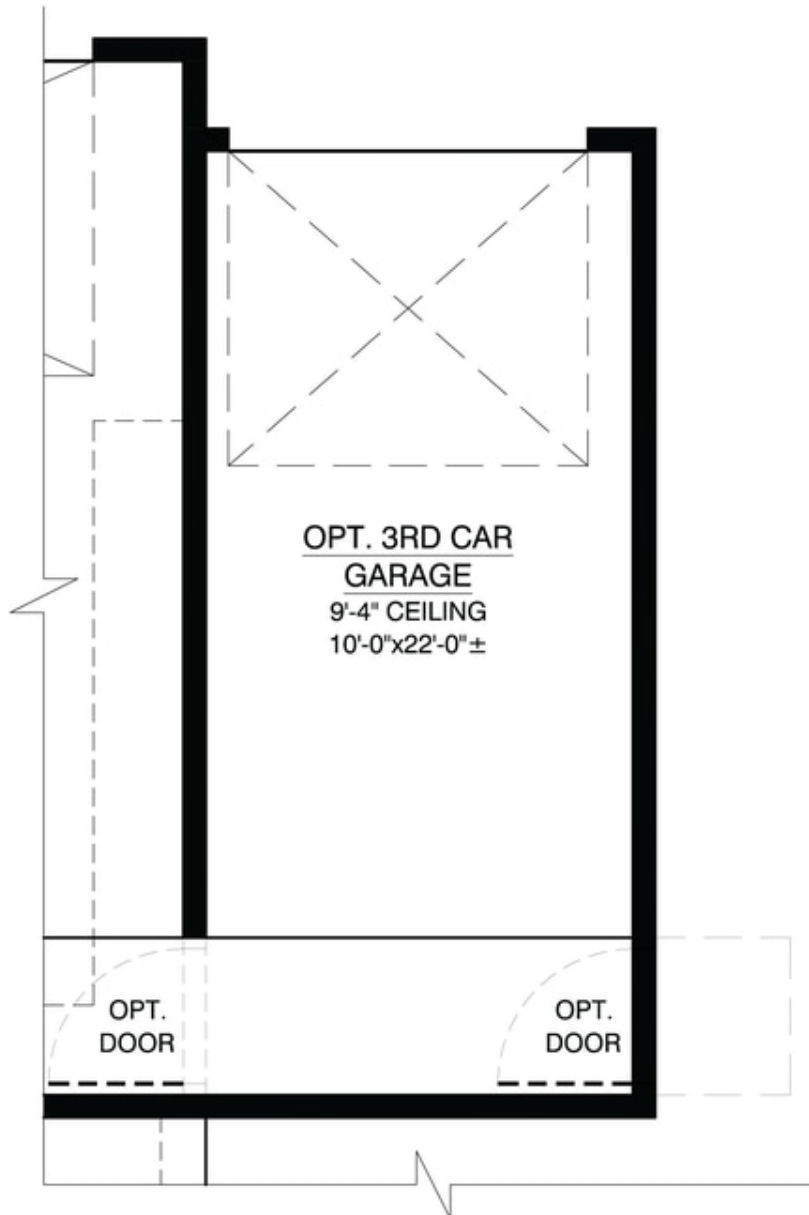 OPT. 3RD CAR
GARAGE
9'-4" CEILING
10'-0"x22'-0"±
OPT.
DOOR
OPT.
DOOR